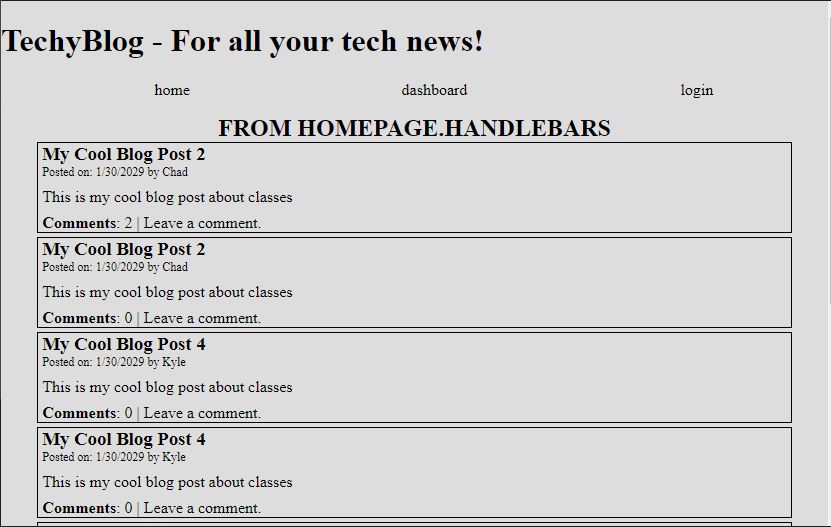 TechyBlog - For all your tech news!
home dashboard login
FROM HOMEPAGE.HANDLEBARS
My Cool Blog Post 2
Posted on: 1/30/2029 by Chad
This is my cool blog post about classes
Comments: 2 | Leave a comment.
My Cool Blog Post 2
Posted on: 1/30/2029 by Chad
This is my cool blog post about classes
Comments: 0 | Leave a comment.
My Cool Blog Post 4
Posted on: 1/30/2029 by Kyle
This is my cool blog post about classes
Comments: 0 | Leave a comment.
My Cool Blog Post 4
Posted on: 1/30/2029 by Kyle
This is my cool blog post about classes
Comments: 0 | Leave a comment.